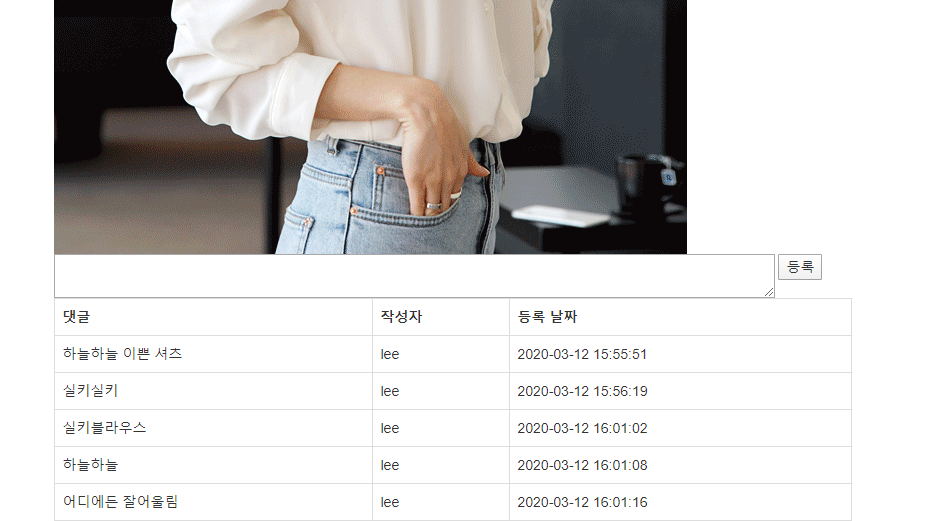 등록
댓글 작성자 등록 날짜
하늘하늘 이쁜 셔츠 lee 2020-03-12 15:55:51
실키실키 lee 2020-03-12 15:56:19
실키블라우스 lee 2020-03-12 16:01:02
하늘하늘 lee 2020-03-12 16:01:08
어디에든 잘어울림 lee 2020-03-12 16:01:16